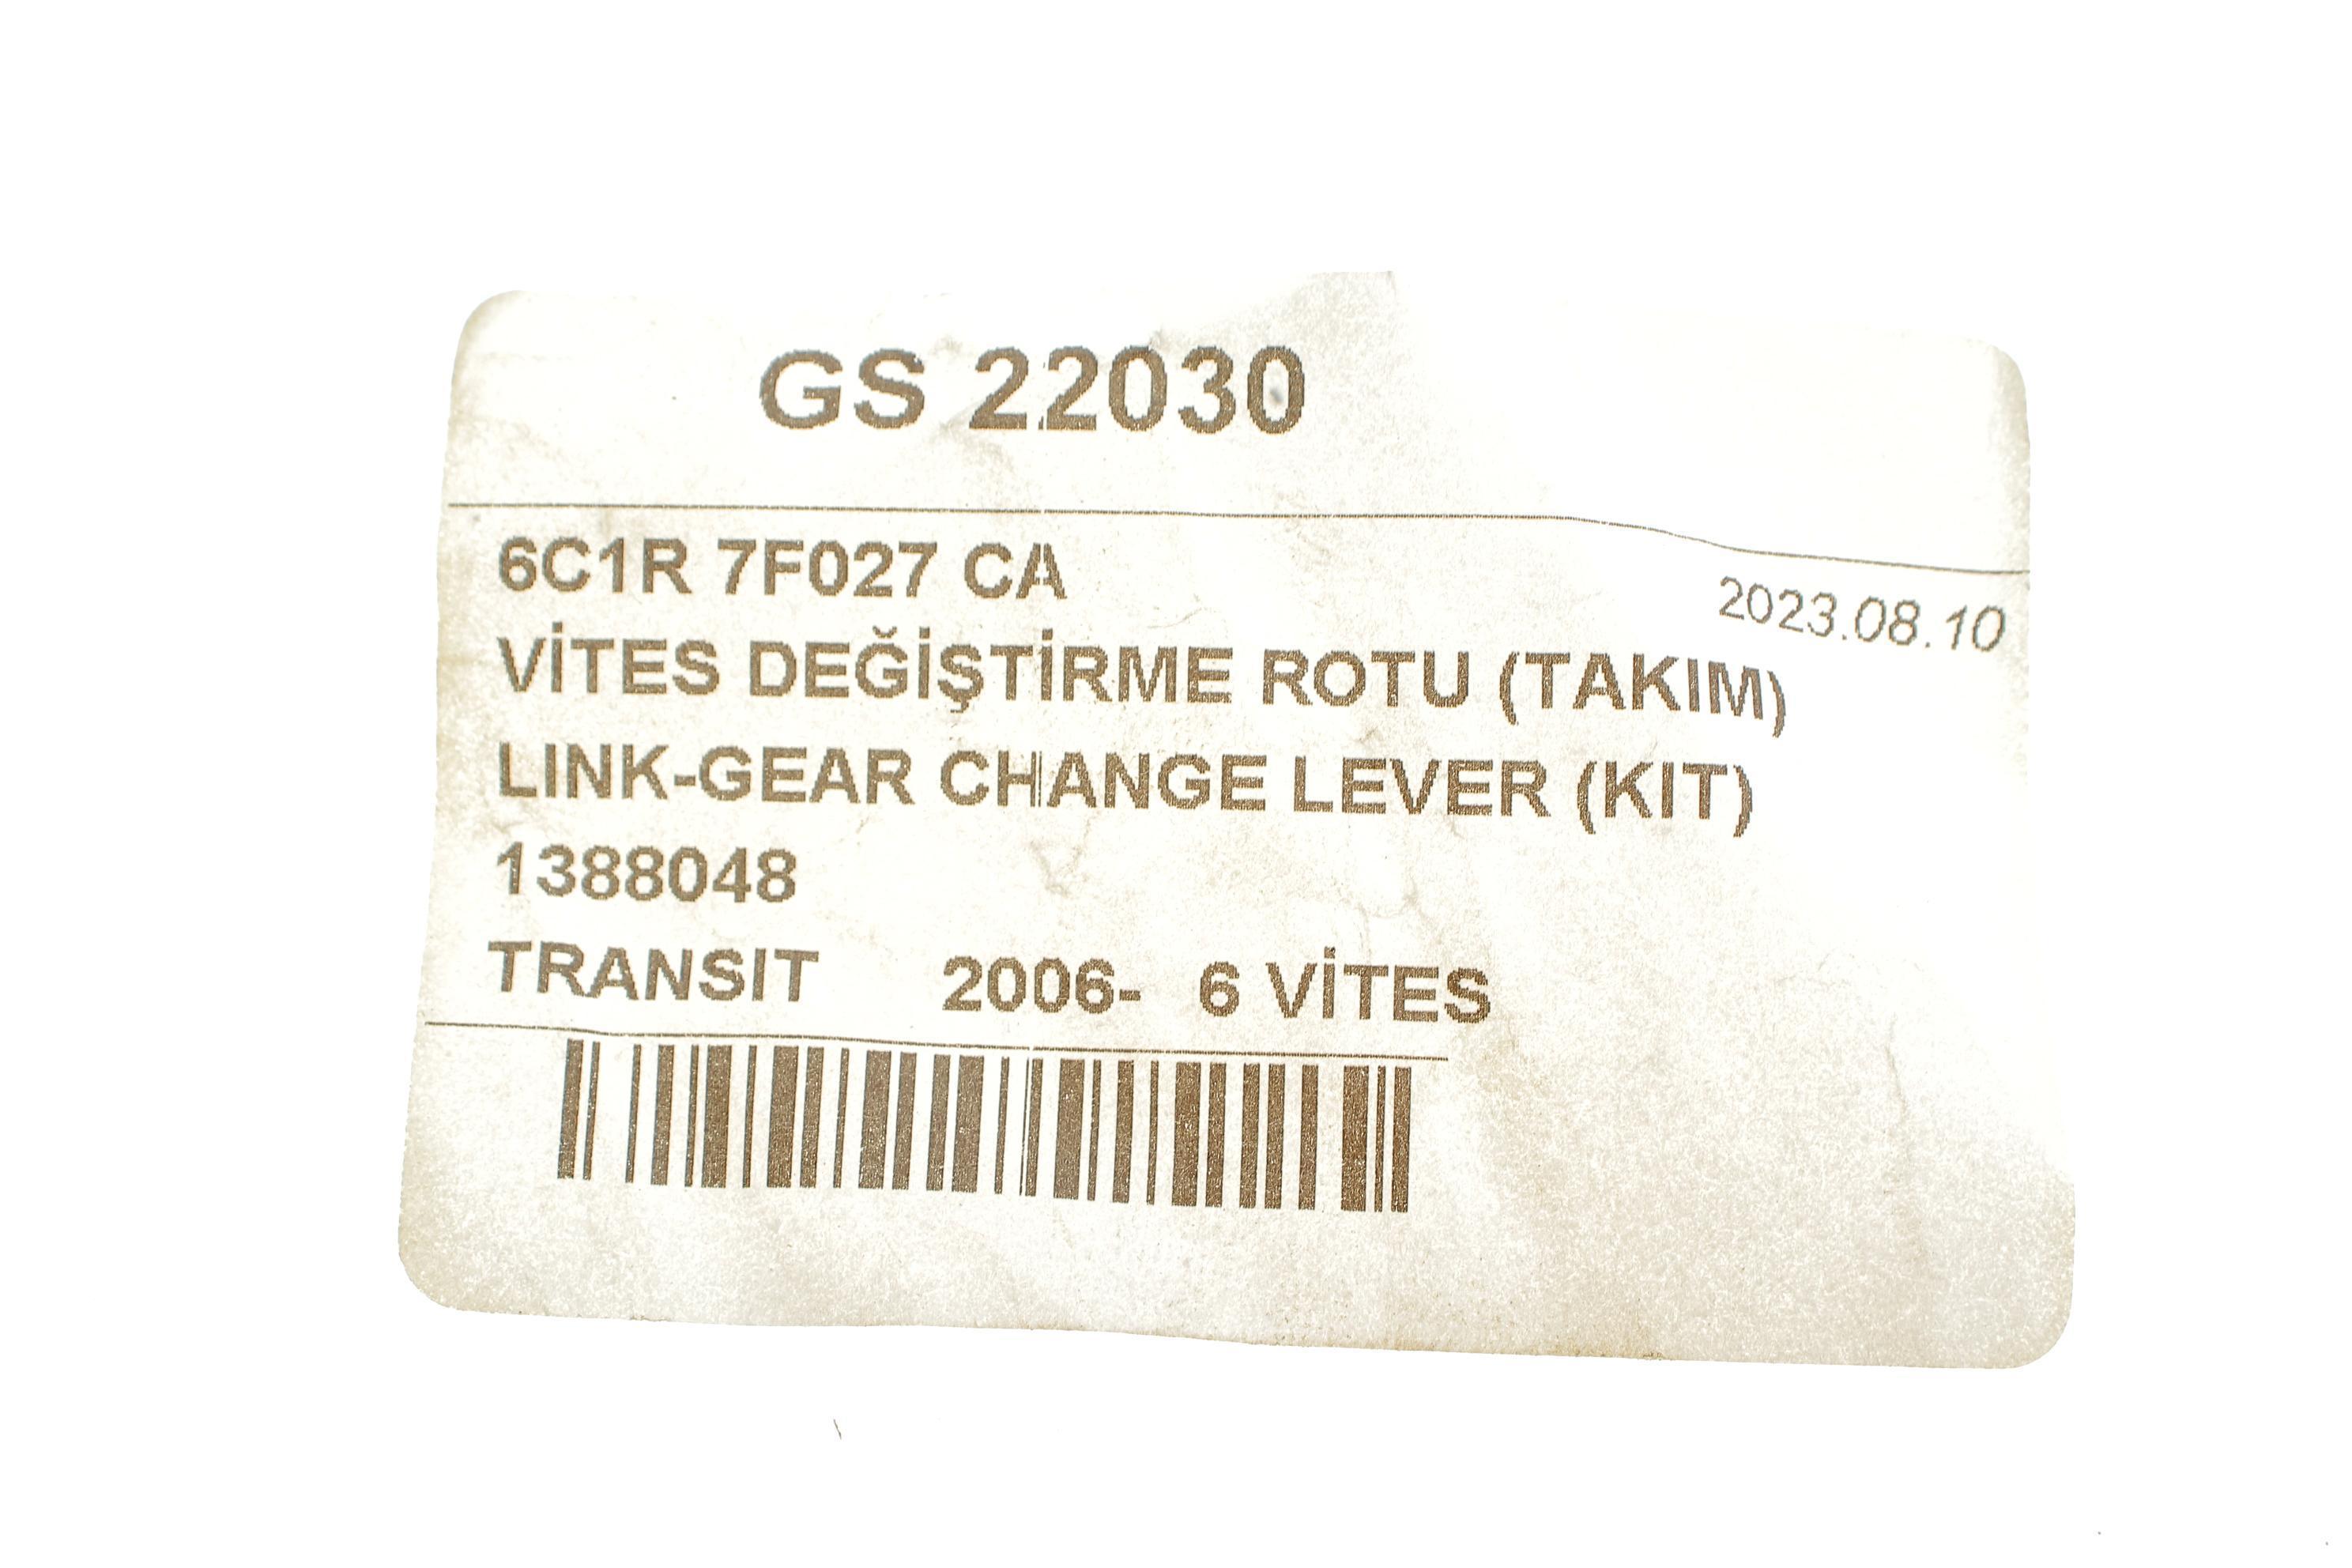 GS 22030
6C1R 7F027 CA
2023.08.10
VİTES DEĞİŞTİRME ROTU (TAKIM)
LINK-GEAR CHANGE LEVER (KIT)
1388048
TRANSIT 2006- 6 VİTES